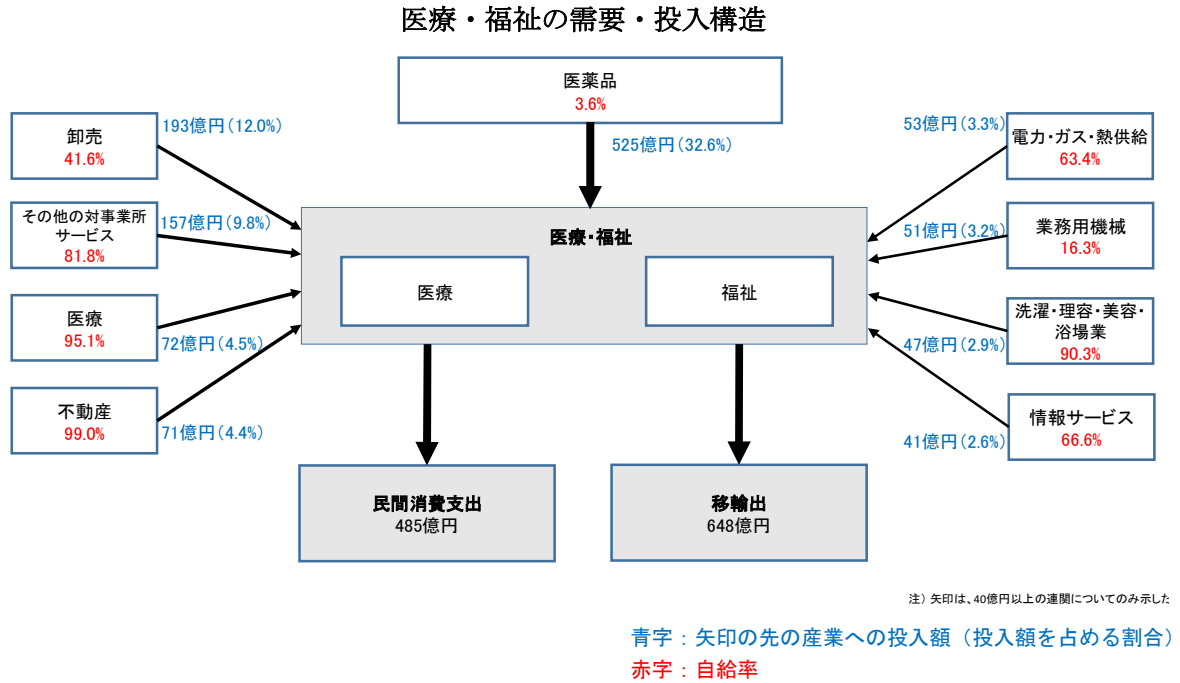 医療・福祉の需要・投入構造
医薬品
3.6%
525億円(32.6%)
卸売
41.6%
193億円(12.0%)
その他の対事業所
サービス
81.8%
157億円(9.8%)
医療
95.1%
72億円(4.5%)
不動産
99.0%
71億円(4.4%)
医療・福祉
医療
福祉
電力・ガス・熱供給
63.4%
53億円(3.3%)
業務用機械
16.3%
51億円(3.2%)
洗濯・理容・美容・
浴場業
90.3%
47億円(2.9%)
情報サービス
66.6%
41億円(2.6%)
民間消費支出
485億円
移輸出
648億円
注) 矢印は、40億円以上の連関についてのみ示した
青字:矢印の先の産業への投入額(投入額を占める割合)
赤字:自給率